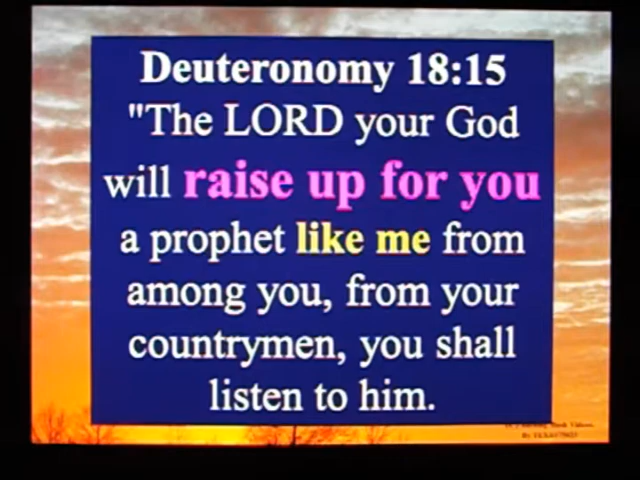 Deuteronomy 18:15
"The LORD your God
will raise up for you
a prophet like me from
among you, from your
countrymen, you shall
listen to him.